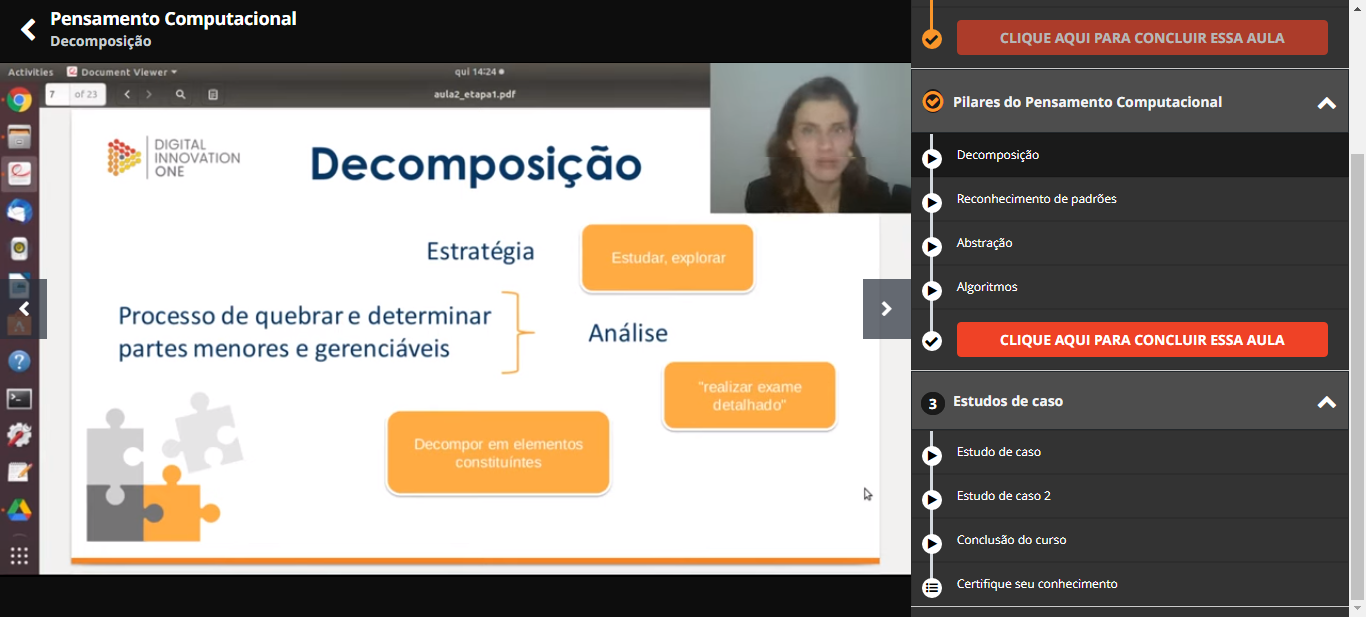 Pensamento Computacional
Decomposição
Activities
Document Viewer
qui 14:24
7
of 23
aula2_etapa1.pdf
DIGITAL
INNOVATION
ONE
Decomposição
Estratégia
Estudar, explorar
Processo de quebrar e determinar
partes menores e gerenciáveis
Análise
"realizar exame
detalhado"
Decompor em elementos
constituíntes
CLIQUE AQUI PARA CONCLUIR ESSA AULA
Pilares do Pensamento Computacional
Decomposição
Reconhecimento de padrões
Abstração
Algoritmos
CLIQUE AQUI PARA CONCLUIR ESSA AULA
3
Estudos de caso
Estudo de caso
Estudo de caso 2
Conclusão do curso
Certifique seu conhecimento